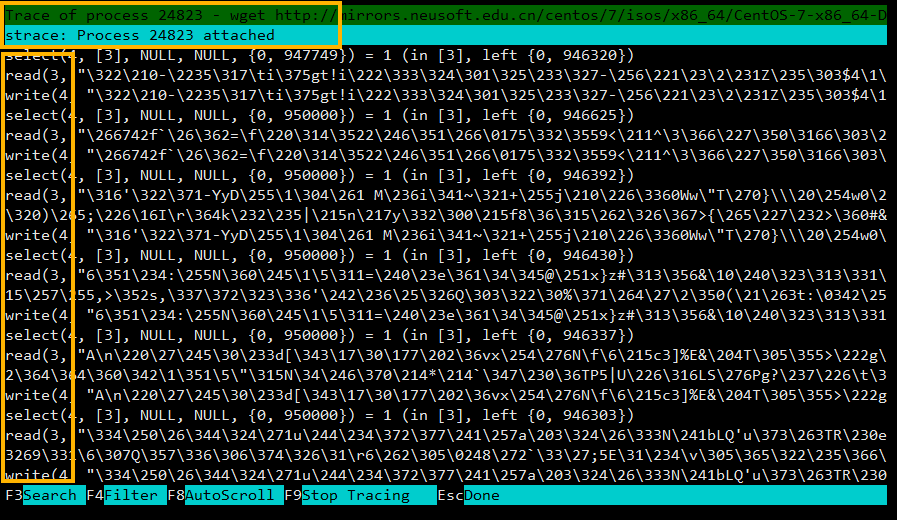 Trace of process 24823 - wget http://mirrors.neusoft.edu.cn/centos/7/isos/x86_64/CentOS-7-x86_64-D
strace: Process 24823 attached
select(4, [3], NULL, NULL, {0, 947749}) = 1 (in [3], left {0, 946320})
read(3, "\322\210-\2235\317\ti\375gt!i\222\333\324\301\325\233\327-\256\221\23\2\231Z\235\303$4\1\
write(4, "\322\210-\2235\317\ti\375gt!i\222\333\324\301\325\233\327-\256\221\23\2\231Z\235\303$4\1
select(4, [3], NULL, NULL, {0, 950000}) = 1 (in [3], left {0, 946625})
read(3, "\266742f`\26\362=\f\220\314\3522\246\351\266\0175\332\3559<\211^\3\366\227\350\3166\303\2
write(4, "\266742f`\26\362=\f\220\314\3522\246\351\266\0175\332\3559<\211^\3\366\227\350\3166\303\
select(4, [3], NULL, NULL, {0, 950000}) = 1 (in [3], left {0, 946392})
read(3, "\316'\322\371-YyD\255\1\304\261 M\236i\341~\321+\255j\210\226\3360Ww\"T\270}\\\20\254w0\2
\320)\265;\226\16I\r\364k\232\235|\215n\217y\332\300\215f8\36\315\262\326\367>{\265\227\232>\360#&
write(4, "\316'\322\371-YyD\255\1\304\261 M\236i\341~\321+\255j\210\226\3360Ww\"T\270}\\\20\254w0\
select(4, [3], NULL, NULL, {0, 950000}) = 1 (in [3], left {0, 946430})
read(3, "6\351\234:\255N\360\245\1\5\311=\240\23e\361\34\345@\251x}z#\313\356&\10\240\323\313\331\
15\257\255,>\352s,\337\372\323\336'\242\236\25\326Q\303\322\30%\371\264\27\2\350(\21\263t:\0342\25
write(4, "6\351\234:\255N\360\245\1\5\311=\240\23e\361\34\345@\251x}z#\313\356&\10\240\323\313\331
select(4, [3], NULL, NULL, {0, 950000}) = 1 (in [3], left {0, 946337})
read(3, "A\n\220\27\245\30\233d[\343\17\30\177\202\36vx\254\276N\f\6\215c3]%E&\204T\305\355>\222g\
2\364\364\360\342\1\351\5\"\315N\34\246\370\214*\214`\347\230\36TP5|U\226\316LS\276Pg?\237\226\t\3
write(4, "A\n\220\27\245\30\233d[\343\17\30\177\202\36vx\254\276N\f\6\215c3]%E&\204T\305\355>\222g
select(4, [3], NULL, NULL, {0, 950000}) = 1 (in [3], left {0, 946303})
read(3, "\334\250\26\344\324\271u\244\234\372\377\241\257a\203\324\26\333N\241bLQ'u\373\263TR\230e
3269\331\6\307Q\357\336\306\374\326\31\r6\262\305\0248\272`\33\27;5E\31\234\v\305\365\322\235\366\
write(4, "\334\250\26\344\324\271u\244\234\372\377\241\257a\203\324\26\333N\241bLQ'u\373\263TR\230
F3Search F4Filter F8AutoScroll F9Stop Tracing EscDone